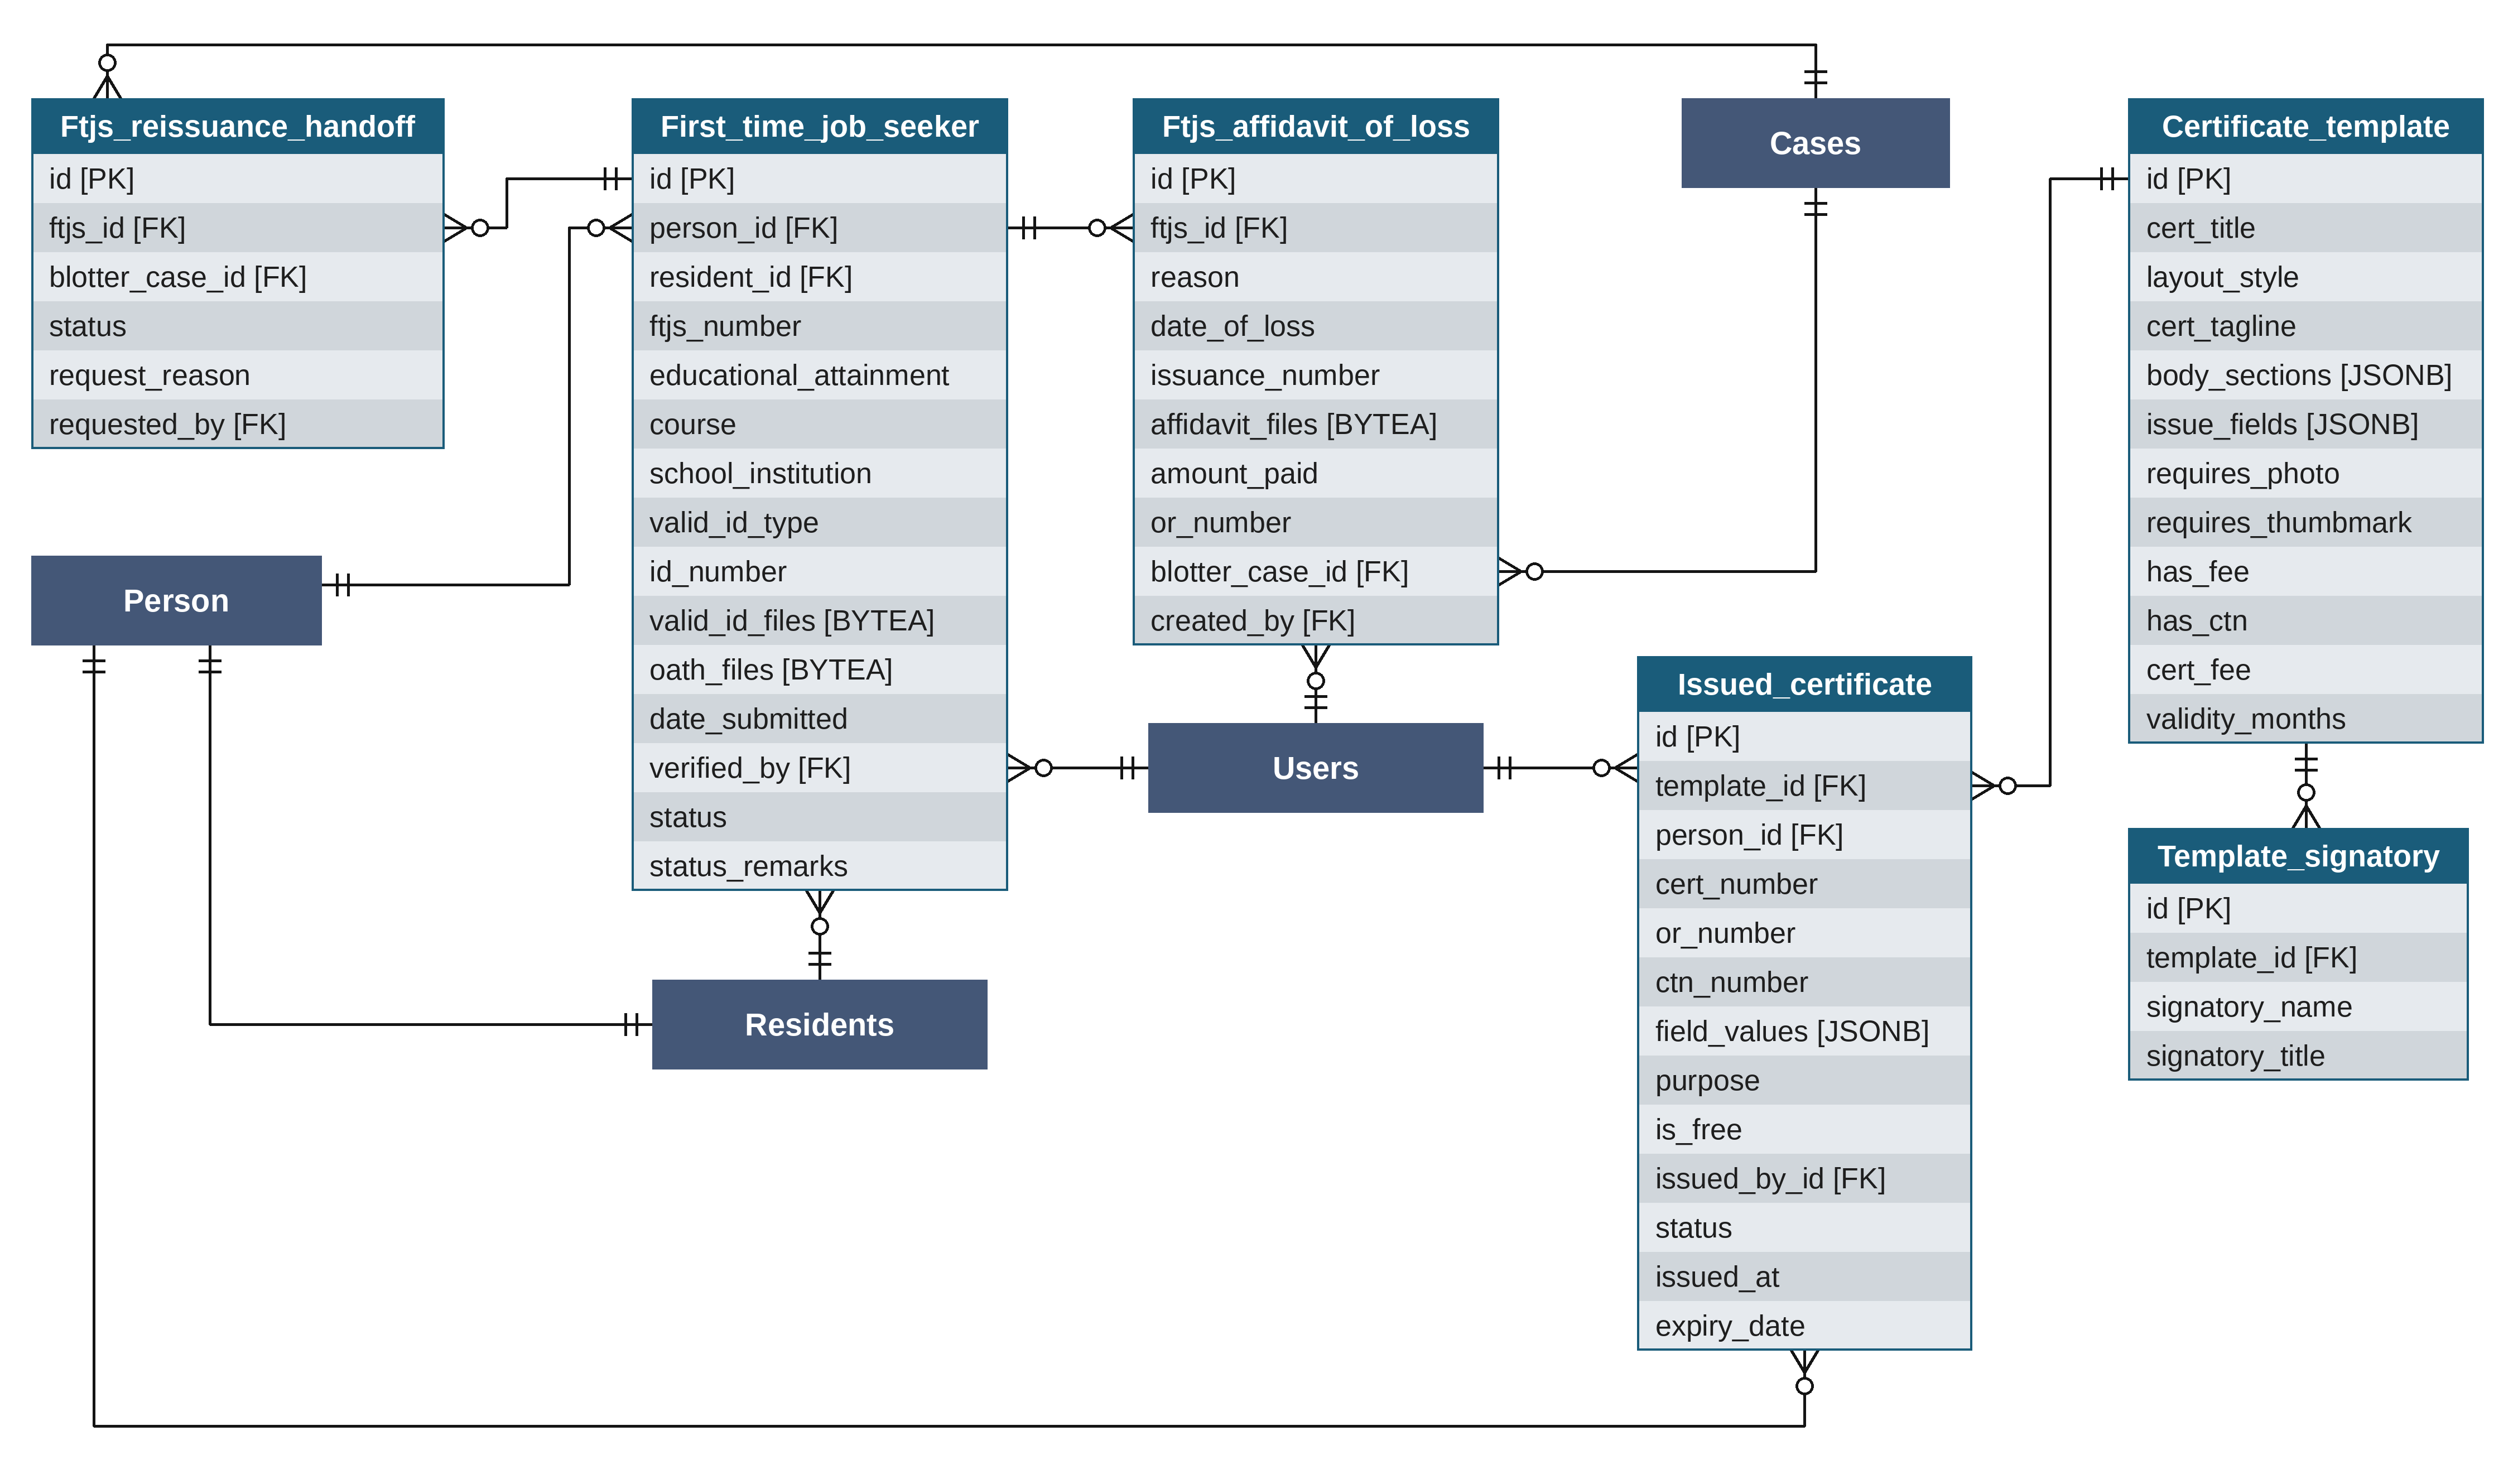 Ftjs_reissuance_handoff
id [PK]
ftjs_id [FK]
blotter_case_id [FK]
status
request_reason
requested_by [FK]
First_time_job_seeker
id [PK]
person_id [FK]
resident_id [FK]
ftjs_number
educational_attainment
course
school_institution
valid_id_type
id_number
valid_id_files [BYTEA]
oath_files [BYTEA]
date_submitted
verified_by [FK]
status
status_remarks
Ftjs_affidavit_of_loss
id [PK]
ftjs_id [FK]
reason
date_of_loss
issuance_number
affidavit_files [BYTEA]
amount_paid
or_number
blotter_case_id [FK]
created_by [FK]
Cases
Certificate_template
id [PK]
cert_title
layout_style
cert_tagline
body_sections [JSONB]
issue_fields [JSONB]
requires_photo
requires_thumbmark
has_fee
has_ctn
cert_fee
validity_months
Person
Users
Issued_certificate
id [PK]
template_id [FK]
person_id [FK]
cert_number
or_number
ctn_number
field_values [JSONB]
purpose
is_free
issued_by_id [FK]
status
issued_at
expiry_date
Template_signatory
id [PK]
template_id [FK]
signatory_name
signatory_title
Residents